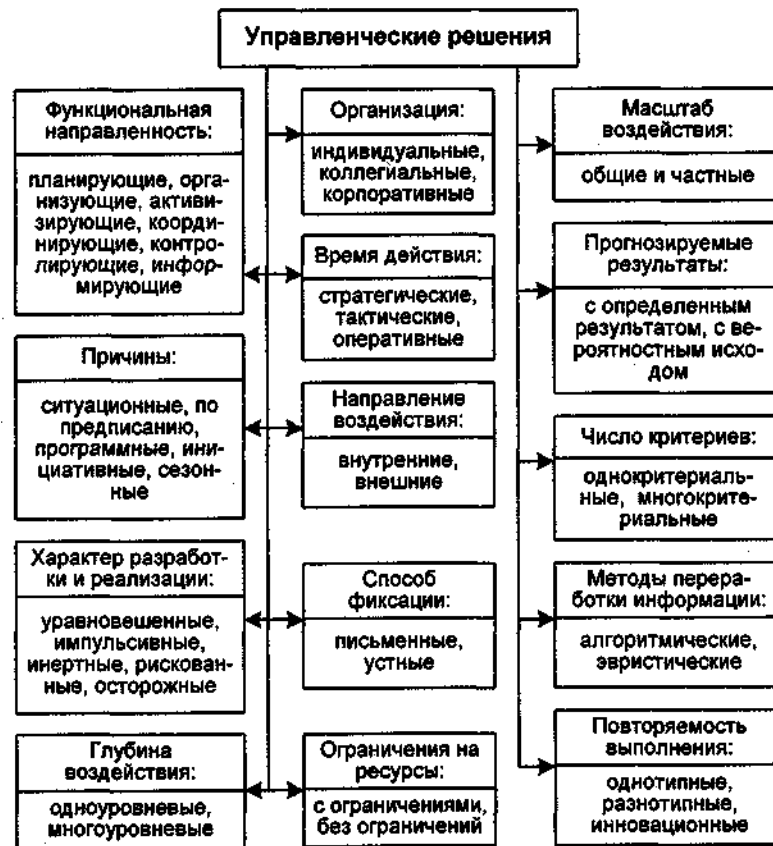 Управленческие решения
Функциональная
направленность:
планирующие, орга-
низующие, активи-
зирующие, коорди-
нирующие, контро-
лирующие, инфор-
мирующие
Причины:
ситуационные, по
предписанию,
программные, ини-
циативные, сезон-
ные
Характер разработ-
ки и реализации:
уравновешенные,
импульсивные,
инертные, рискован-
ные, осторожные
Глубина
воздействия:
одноуровневые,
многоуровневые
Организация:
индивидуальные,
коллегиальные,
корпоративные
Время действия:
стратегические,
тактические,
оперативные
Направление
воздействия:
внутренние,
внешние
Способ
фиксации:
письменные,
устные
Ограничения на
ресурсы:
с ограничениями,
без ограничений
Масштаб
воздействия:
общие и частные
Прогнозируемые
результаты:
с определенным
результатом, с ве-
роятностным исхо-
дом
Число критериев:
однокритериаль-
ные, многокрите-
риальные
Методы перера-
ботки информации:
алгоритмические,
эвристические
Повторяемость
выполнения:
однотипные,
разнотипные,
инновационные